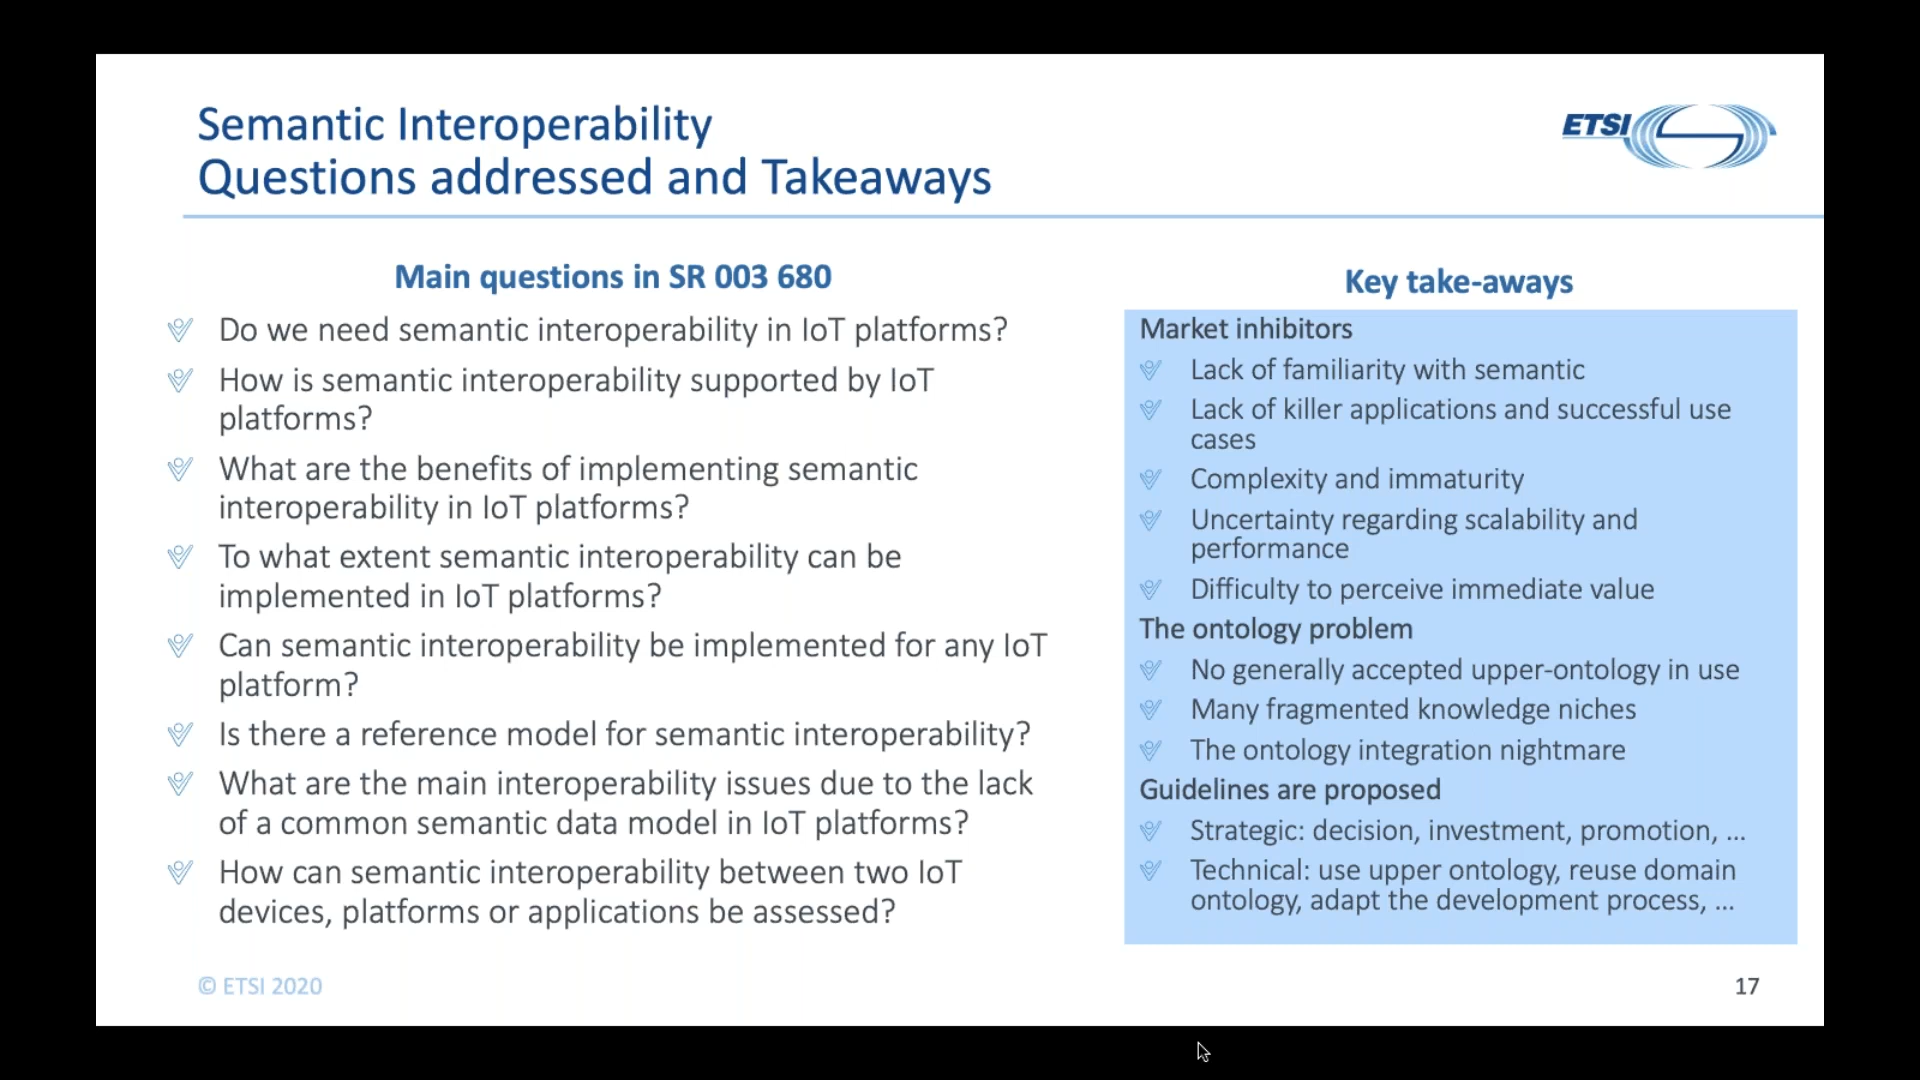 Semantic Interoperability
Questions addressed and Takeaways
ETSI
Main questions in SR 003 680
Do we need semantic interoperability in IoT platforms?
How is semantic interoperability supported by IoT
platforms?
What are the benefits of implementing semantic
interoperability in IoT platforms?
To what extent semantic interoperability can be
implemented in IoT platforms?
Can semantic interoperability be implemented for any IoT
platform?
Is there a reference model for semantic interoperability?
What are the main interoperability issues due to the lack
of a common semantic data model in IoT platforms?
How can semantic interoperability between two IoT
devices, platforms or applications be assessed?
Key take-aways
Market inhibitors
Lack of familiarity with semantic
Lack of killer applications and successful use
cases
Complexity and immaturity
Uncertainty regarding scalability and
performance
Difficulty to perceive immediate value
The ontology problem
No generally accepted upper-ontology in use
Many fragmented knowledge niches
The ontology integration nightmare
Guidelines are proposed
Strategic: decision, investment, promotion, ...
Technical: use upper ontology, reuse domain
ontology, adapt the development process, ...
© ETSI 2020
17